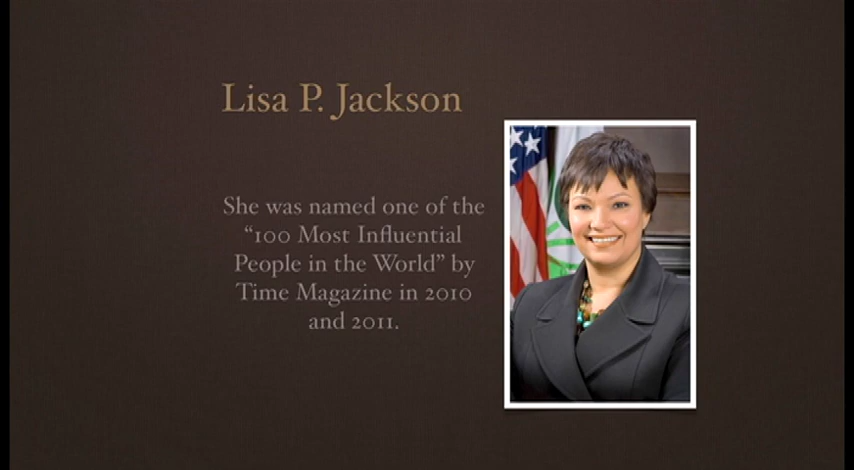 Lisa P. Jackson
She was named one of the
“100 Most Influential
People in the World” by
Time Magazine in 2010
and 2011.